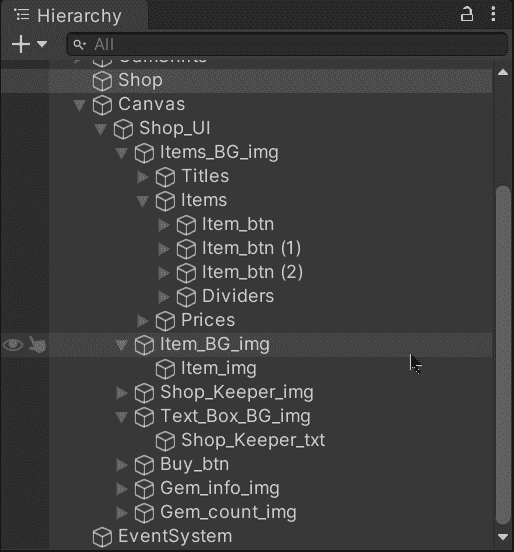 Hierarchy
All
Shop
Canvas
Shop_UI
Items_BG_img
Titles
Items
Item_btn
Item_btn (1)
Item_btn (2)
Dividers
Prices
Item_BG_img
Item_img
Shop_Keeper_img
Text_Box_BG_img
Shop_Keeper_txt
Buy_btn
Gem_info_img
Gem_count_img
EventSystem